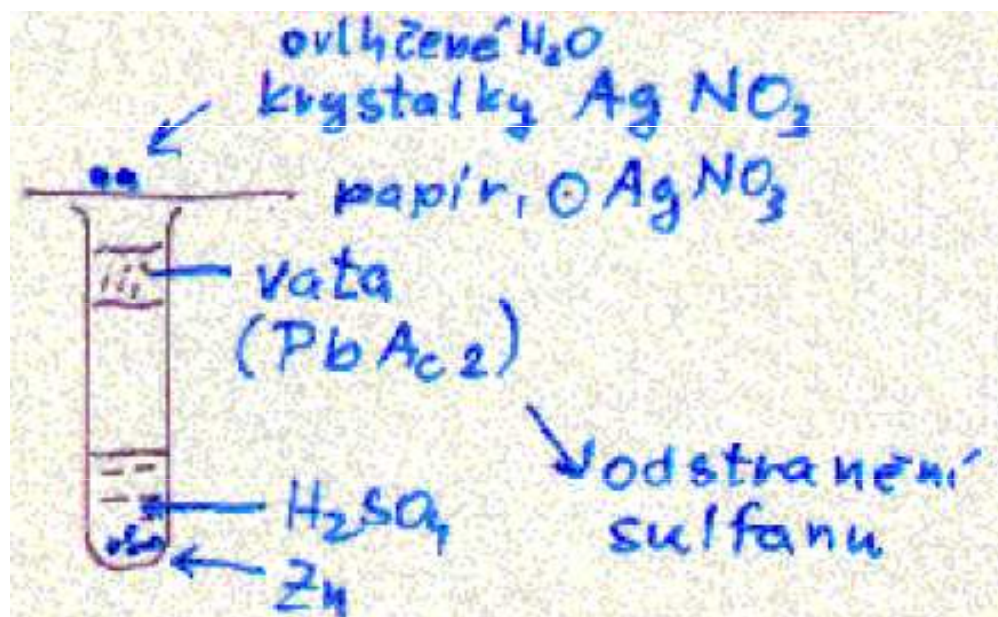 ovlhčené H₂O
krystalky AgNO₃
papír, ⊙ AgNO₃
vata
(PbAc₂)
odstranění
sulfanu
H₂SO₄
Zn